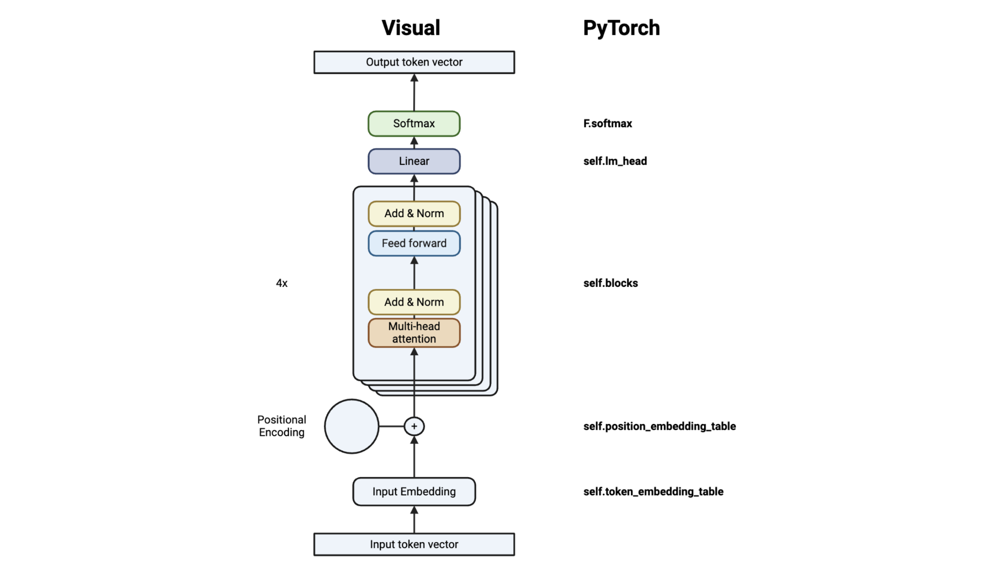 Visual
PyTorch
Output token vector
Softmax
F.softmax
Linear
self.lm_head
Add & Norm
Feed forward
4x
self.blocks
Add & Norm
Multi-head
attention
Positional
Encoding
+
self.position_embedding_table
Input Embedding
self.token_embedding_table
Input token vector